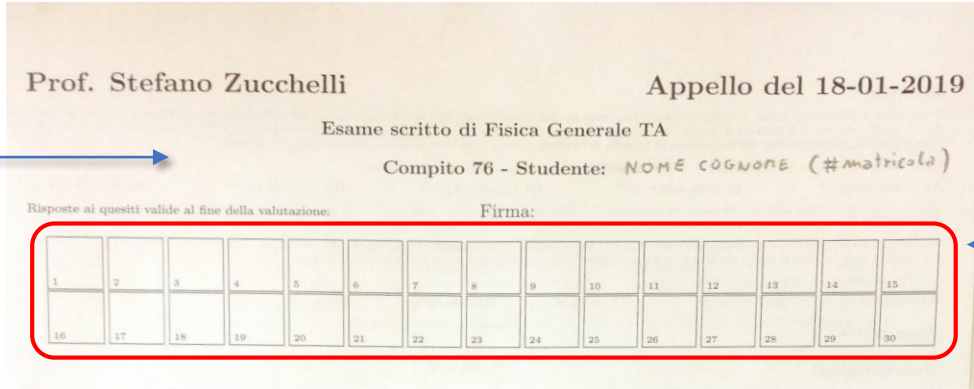 Prof. Stefano Zucchelli Appello del 18-01-2019
Esame scritto di Fisica Generale TA
Compito 76 - Studente: NOME COGNOME (#matricola)
Risposte ai quesiti valide al fine della valutazione: Firma:
1 2 3 4 5 6 7 8 9 10 11 12 13 14 15
16 17 18 19 20 21 22 23 24 25 26 27 28 29 30